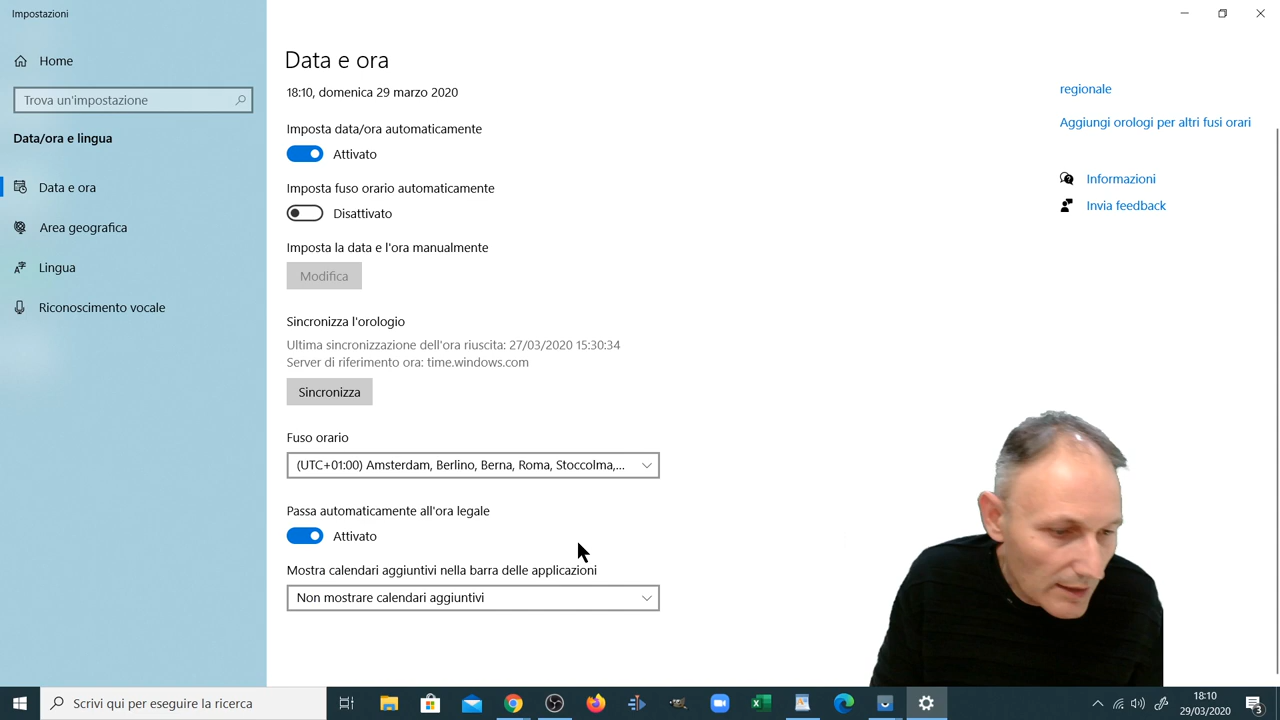 Impostazioni
Home
Trova un'impostazione
Data/ora e lingua
Data e ora
Area geografica
Lingua
Riconoscimento vocale
Data e ora
18:10, domenica 29 marzo 2020
Imposta data/ora automaticamente
Attivato
Imposta fuso orario automaticamente
Disattivato
Imposta la data e l'ora manualmente
Modifica
Sincronizza l'orologio
Ultima sincronizzazione dell'ora riuscita: 27/03/2020 15:30:34
Server di riferimento ora: time.windows.com
Sincronizza
Fuso orario
(UTC+01:00) Amsterdam, Berlino, Berna, Roma, Stoccolma,...
Passa automaticamente all'ora legale
Attivato
Mostra calendari aggiuntivi nella barra delle applicazioni
Non mostrare calendari aggiuntivi
regionale
Aggiungi orologi per altri fusi orari
Informazioni
Invia feedback
Scrivi qui per eseguire la ricerca
18:10
29/03/2020
3